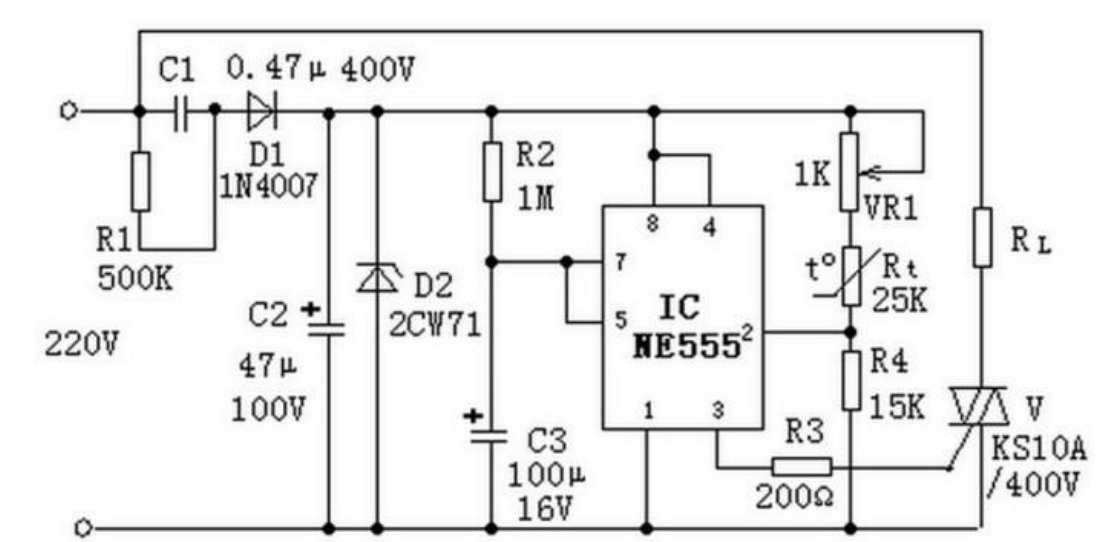 C1 0.47μ 400V
D1
1N4007
R1
500K
220V
C2
47μ
100V
D2
2CW71
R2
1M
C3
100μ
16V
8 4
7
5
IC
NE555
2
1 3
1K
VR1
t°
Rt
25K
R4
15K
R3
200Ω
RL
V
KS10A
/400V